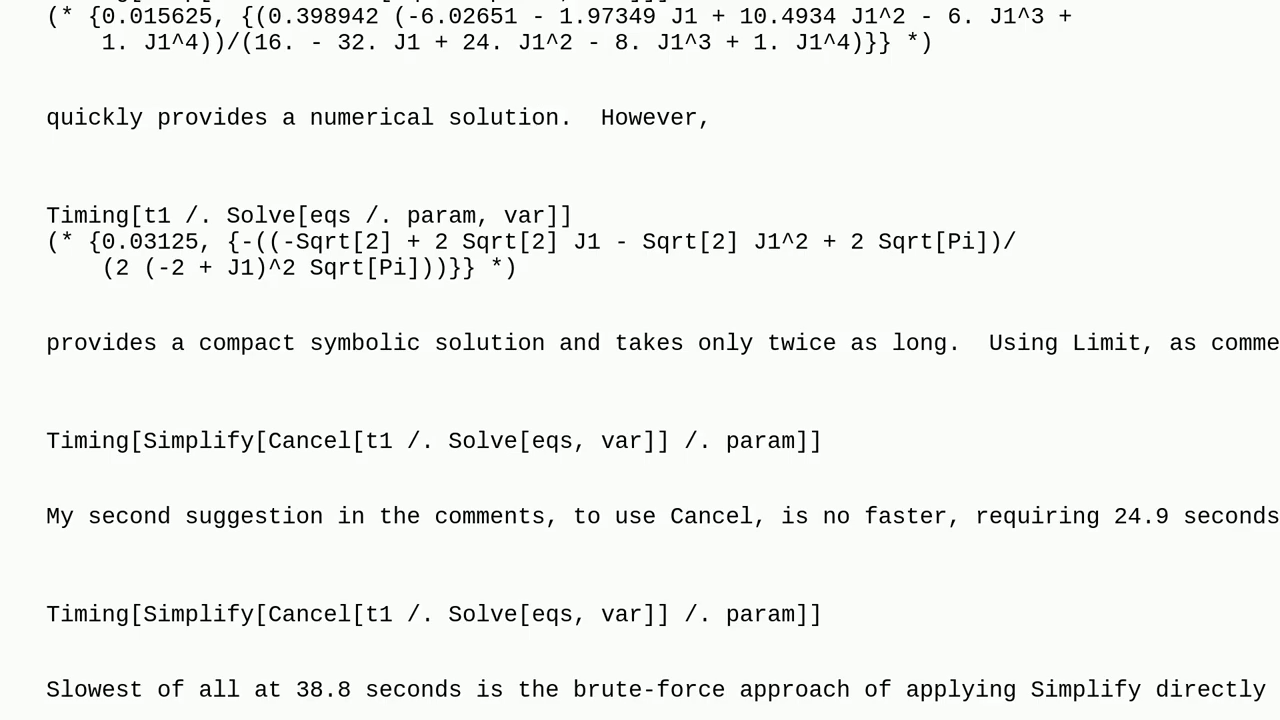 (* {0.015625, {(0.398942 (-6.02651 - 1.97349 J1 + 10.4934 J1^2 - 6. J1^3 +
1. J1^4))/(16. - 32. J1 + 24. J1^2 - 8. J1^3 + 1. J1^4)}} *)
quickly provides a numerical solution.  However,
Timing[t1 /. Solve[eqs /. param, var]]
(* {0.03125, {-((-Sqrt[2] + 2 Sqrt[2] J1 - Sqrt[2] J1^2 + 2 Sqrt[Pi])/
(2 (-2 + J1)^2 Sqrt[Pi]))}} *)
provides a compact symbolic solution and takes only twice as long.  Using Limit, as comme
Timing[Simplify[Cancel[t1 /. Solve[eqs, var]] /. param]]
My second suggestion in the comments, to use Cancel, is no faster, requiring 24.9 seconds
Timing[Simplify[Cancel[t1 /. Solve[eqs, var]] /. param]]
Slowest of all at 38.8 seconds is the brute-force approach of applying Simplify directly